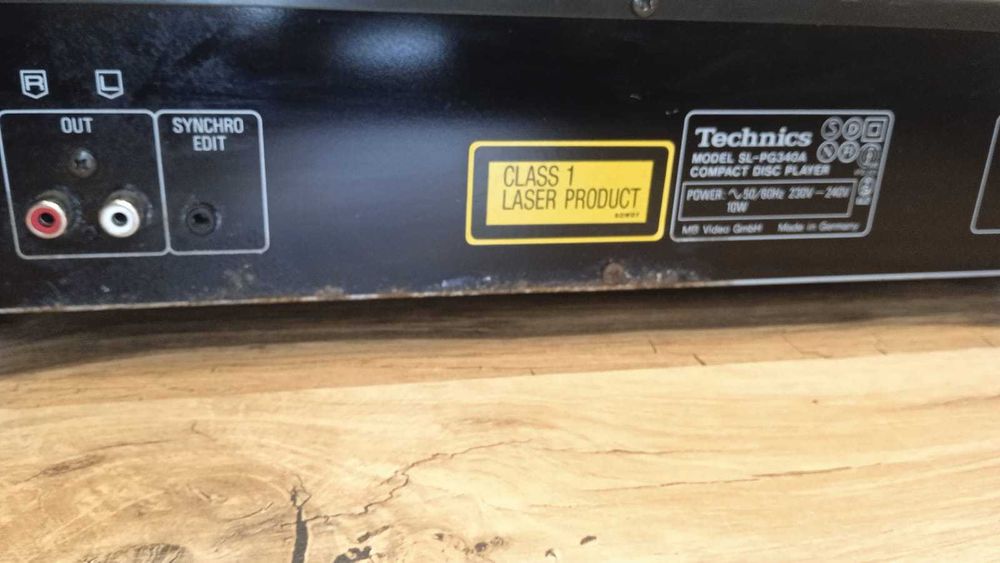 R L
OUT
SYNCHRO
EDIT
CLASS 1
LASER PRODUCT
Technics
MODEL SL-PG340A
COMPACT DISC PLAYER
POWER: ∿50/60Hz 230V–240V
10W
MB Video GmbH Made in Germany
S D
N